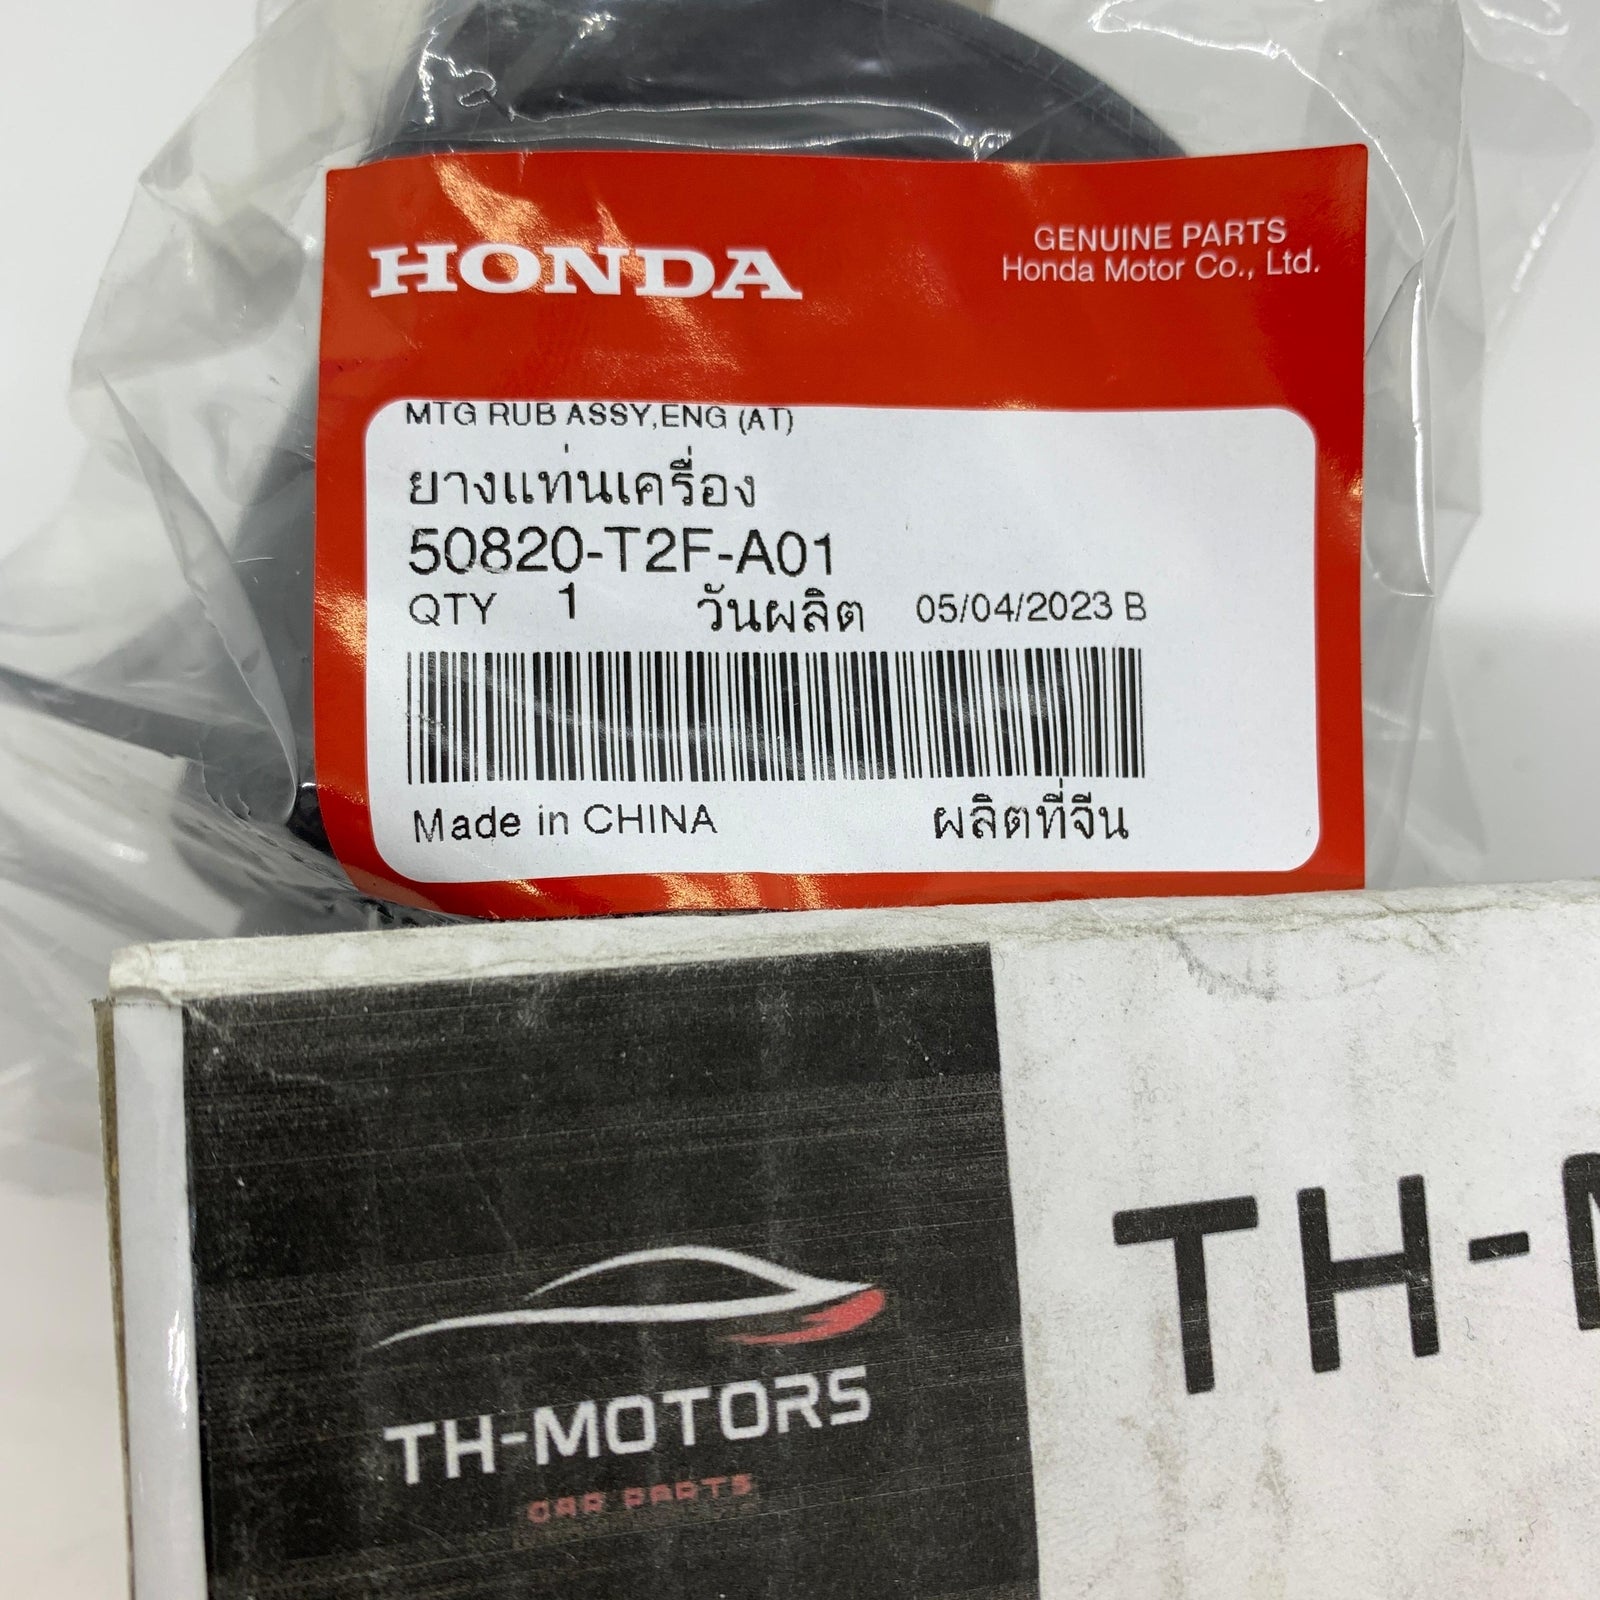 HONDA
GENUINE PARTS
Honda Motor Co., Ltd.
MTG RUB ASSY,ENG (AT)
ยางแท่นเครื่อง
50820-T2F-A01
QTY 1 วันผลิต 05/04/2023 B
Made in CHINA ผลิตที่จีน
TH-M
TH-MOTORS
CAR PARTS